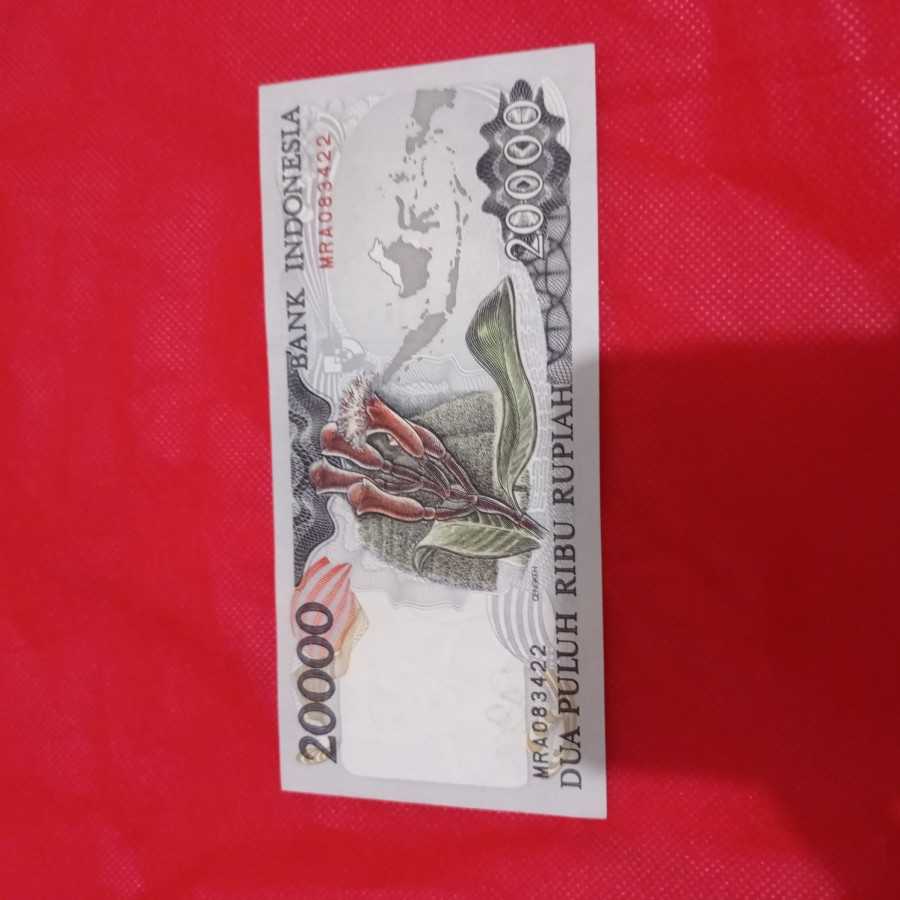 BANK INDONESIA
20000
MRA083422
CENGKEH
20000
MRA083422
DUA PULUH RIBU RUPIAH